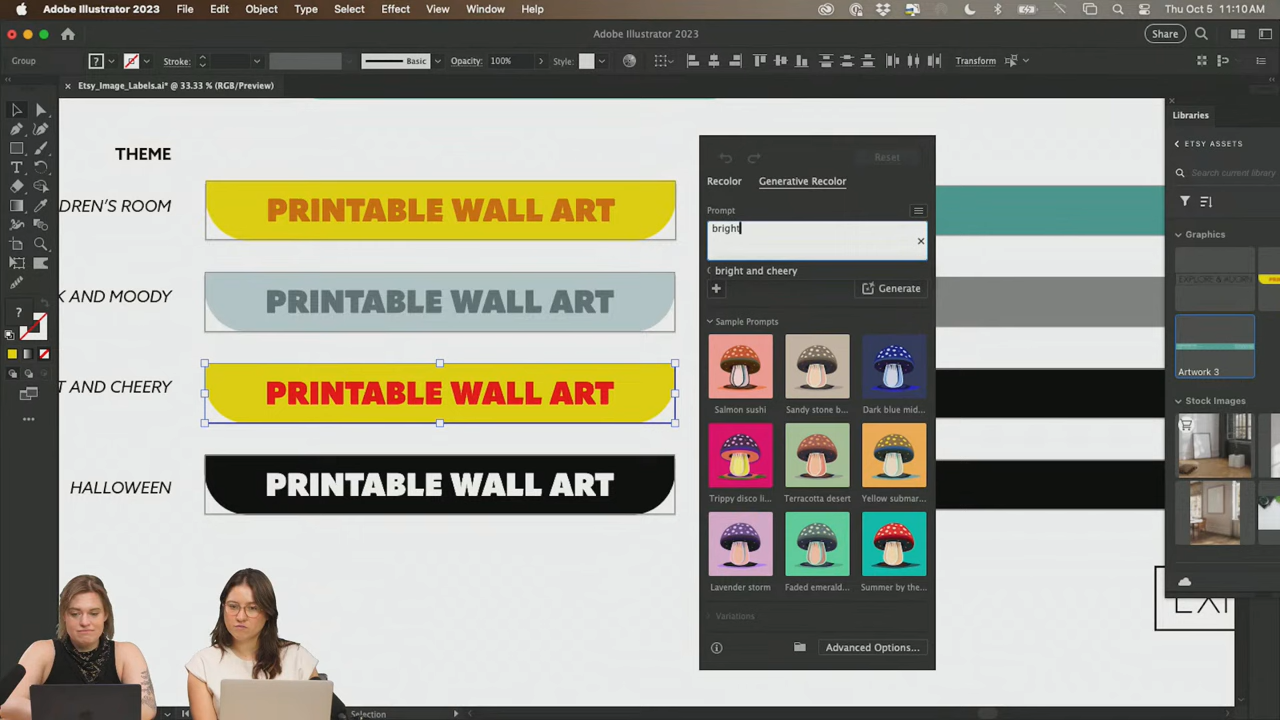 Adobe Illustrator 2023 File Edit Object Type Select Effect View Window Help Thu Oct 5 11:10 AM
Adobe Illustrator 2023 Share
Group ? Stroke: Basic Opacity: 100% Style: Transform
× Etsy_Image_Labels.ai* @ 33.33 % (RGB/Preview)
THEME
DREN'S ROOM PRINTABLE WALL ART
K AND MOODY PRINTABLE WALL ART
T AND CHEERY PRINTABLE WALL ART
HALLOWEEN PRINTABLE WALL ART
Reset
Recolor Generative Recolor
Prompt
bright
bright and cheery
Generate
Sample Prompts
Salmon sushi Sandy stone b... Dark blue mid...
Trippy disco li... Terracotta desert Yellow submar...
Lavender storm Faded emerald... Summer by the...
Variations
Advanced Options...
Libraries
ETSY ASSETS
Search current library
Graphics
EXPLORE & ADORN
Artwork 3
Stock Images
?
Selection